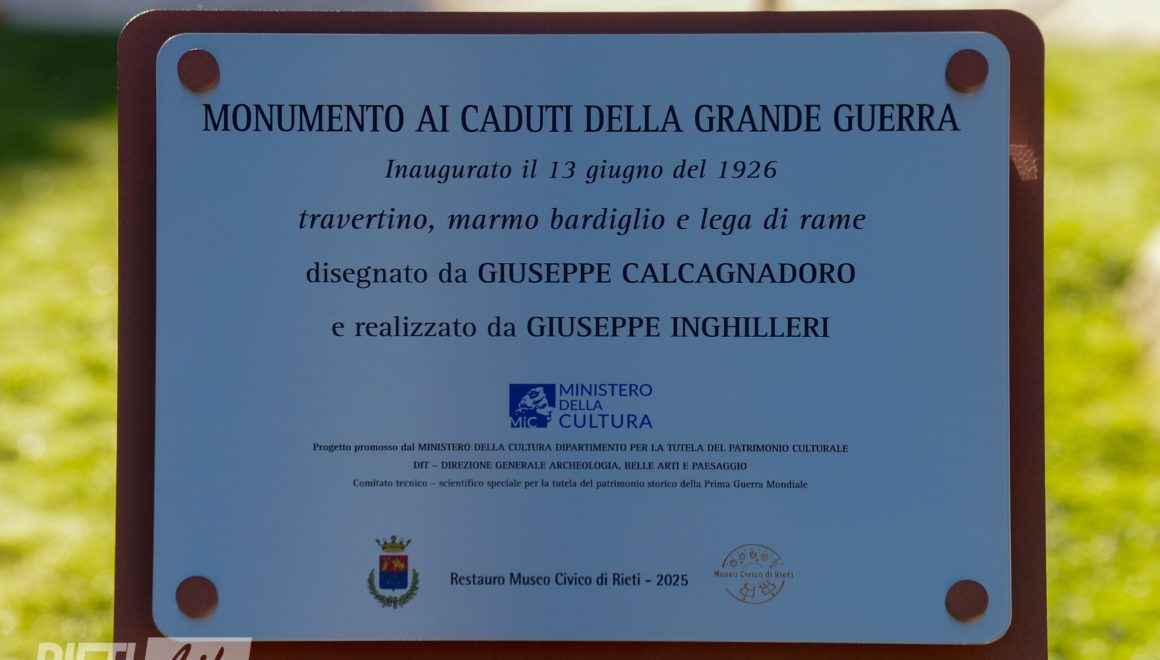 MONUMENTO AI CADUTI DELLA GRANDE GUERRA
Inaugurato il 13 giugno del 1926
travertino, marmo bardiglio e lega di rame
disegnato da GIUSEPPE CALCAGNADORO
e realizzato da GIUSEPPE INGHILLERI
MiC
MINISTERO
DELLA
CULTURA
Progetto promosso dal MINISTERO DELLA CULTURA DIPARTIMENTO PER LA TUTELA DEL PATRIMONIO CULTURALE
DIT – DIREZIONE GENERALE ARCHEOLOGIA, BELLE ARTI E PAESAGGIO
Comitato tecnico – scientifico speciale per la tutela del patrimonio storico della Prima Guerra Mondiale
Restauro Museo Civico di Rieti – 2025
Museo Civico di Rieti
RIETI